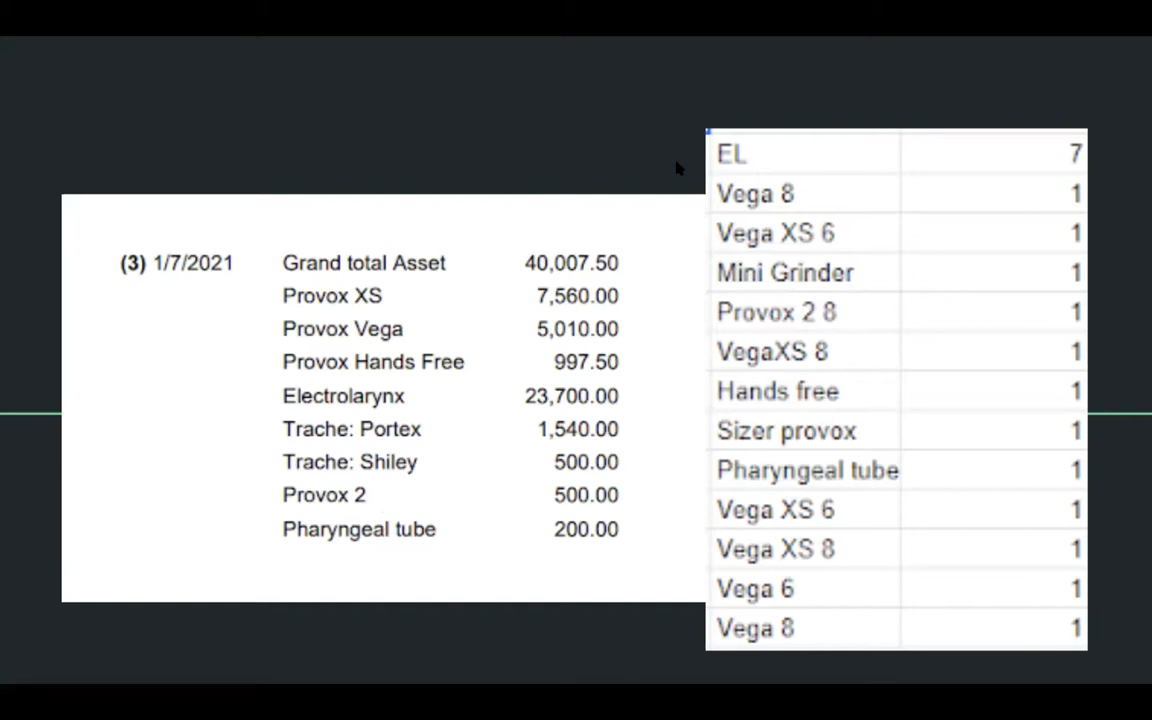 (3) 1/7/2021 Grand total Asset 40,007.50
Provox XS 7,560.00
Provox Vega 5,010.00
Provox Hands Free 997.50
Electrolarynx 23,700.00
Trache: Portex 1,540.00
Trache: Shiley 500.00
Provox 2 500.00
Pharyngeal tube 200.00
EL 7
Vega 8 1
Vega XS 6 1
Mini Grinder 1
Provox 2 8 1
VegaXS 8 1
Hands free 1
Sizer provox 1
Pharyngeal tube 1
Vega XS 6 1
Vega XS 8 1
Vega 6 1
Vega 8 1